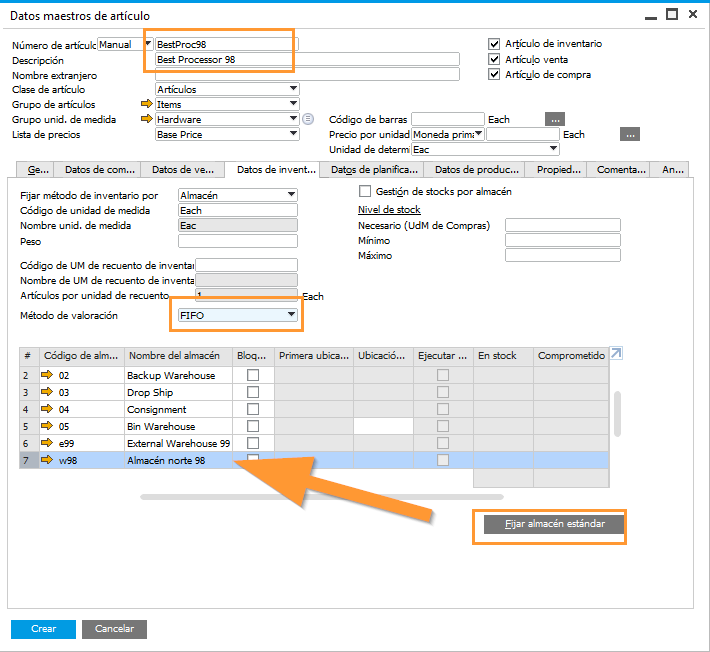 Datos maestros de artículo
Número de artículo Manual BestProc98
Descripción Best Processor 98
Nombre extranjero
Clase de artículo Artículos
Grupo de artículos Items
Grupo unid. de medida Hardware
Lista de precios Base Price
Artículo de inventario
Artículo venta
Artículo de compra
Código de barras Each ...
Precio por unidad Moneda prima Each ...
Unidad de determi Eac
Ge... Datos de com... Datos de ve... Datos de invent... Datos de planifica... Datos de produc... Propied... Comenta... An...
Fijar método de inventario por Almacén
Código de unidad de medida Each
Nombre unid. de medida Eac
Peso
Código de UM de recuento de inventar
Nombre de UM de recuento de inventa
Artículos por unidad de recuento 1 Each
Método de valoración FIFO
Gestión de stocks por almacén
Nivel de stock
Necesario (UdM de Compras)
Mínimo
Máximo
# Código de alm... Nombre del almacén Bloq... Primera ubica... Ubicació... Ejecutar ... En stock Comprometido
2 02 Backup Warehouse
3 03 Drop Ship
4 04 Consignment
5 05 Bin Warehouse
6 e99 External Warehouse 99
7 w98 Almacén norte 98
Fijar almacén estándar
Crear Cancelar